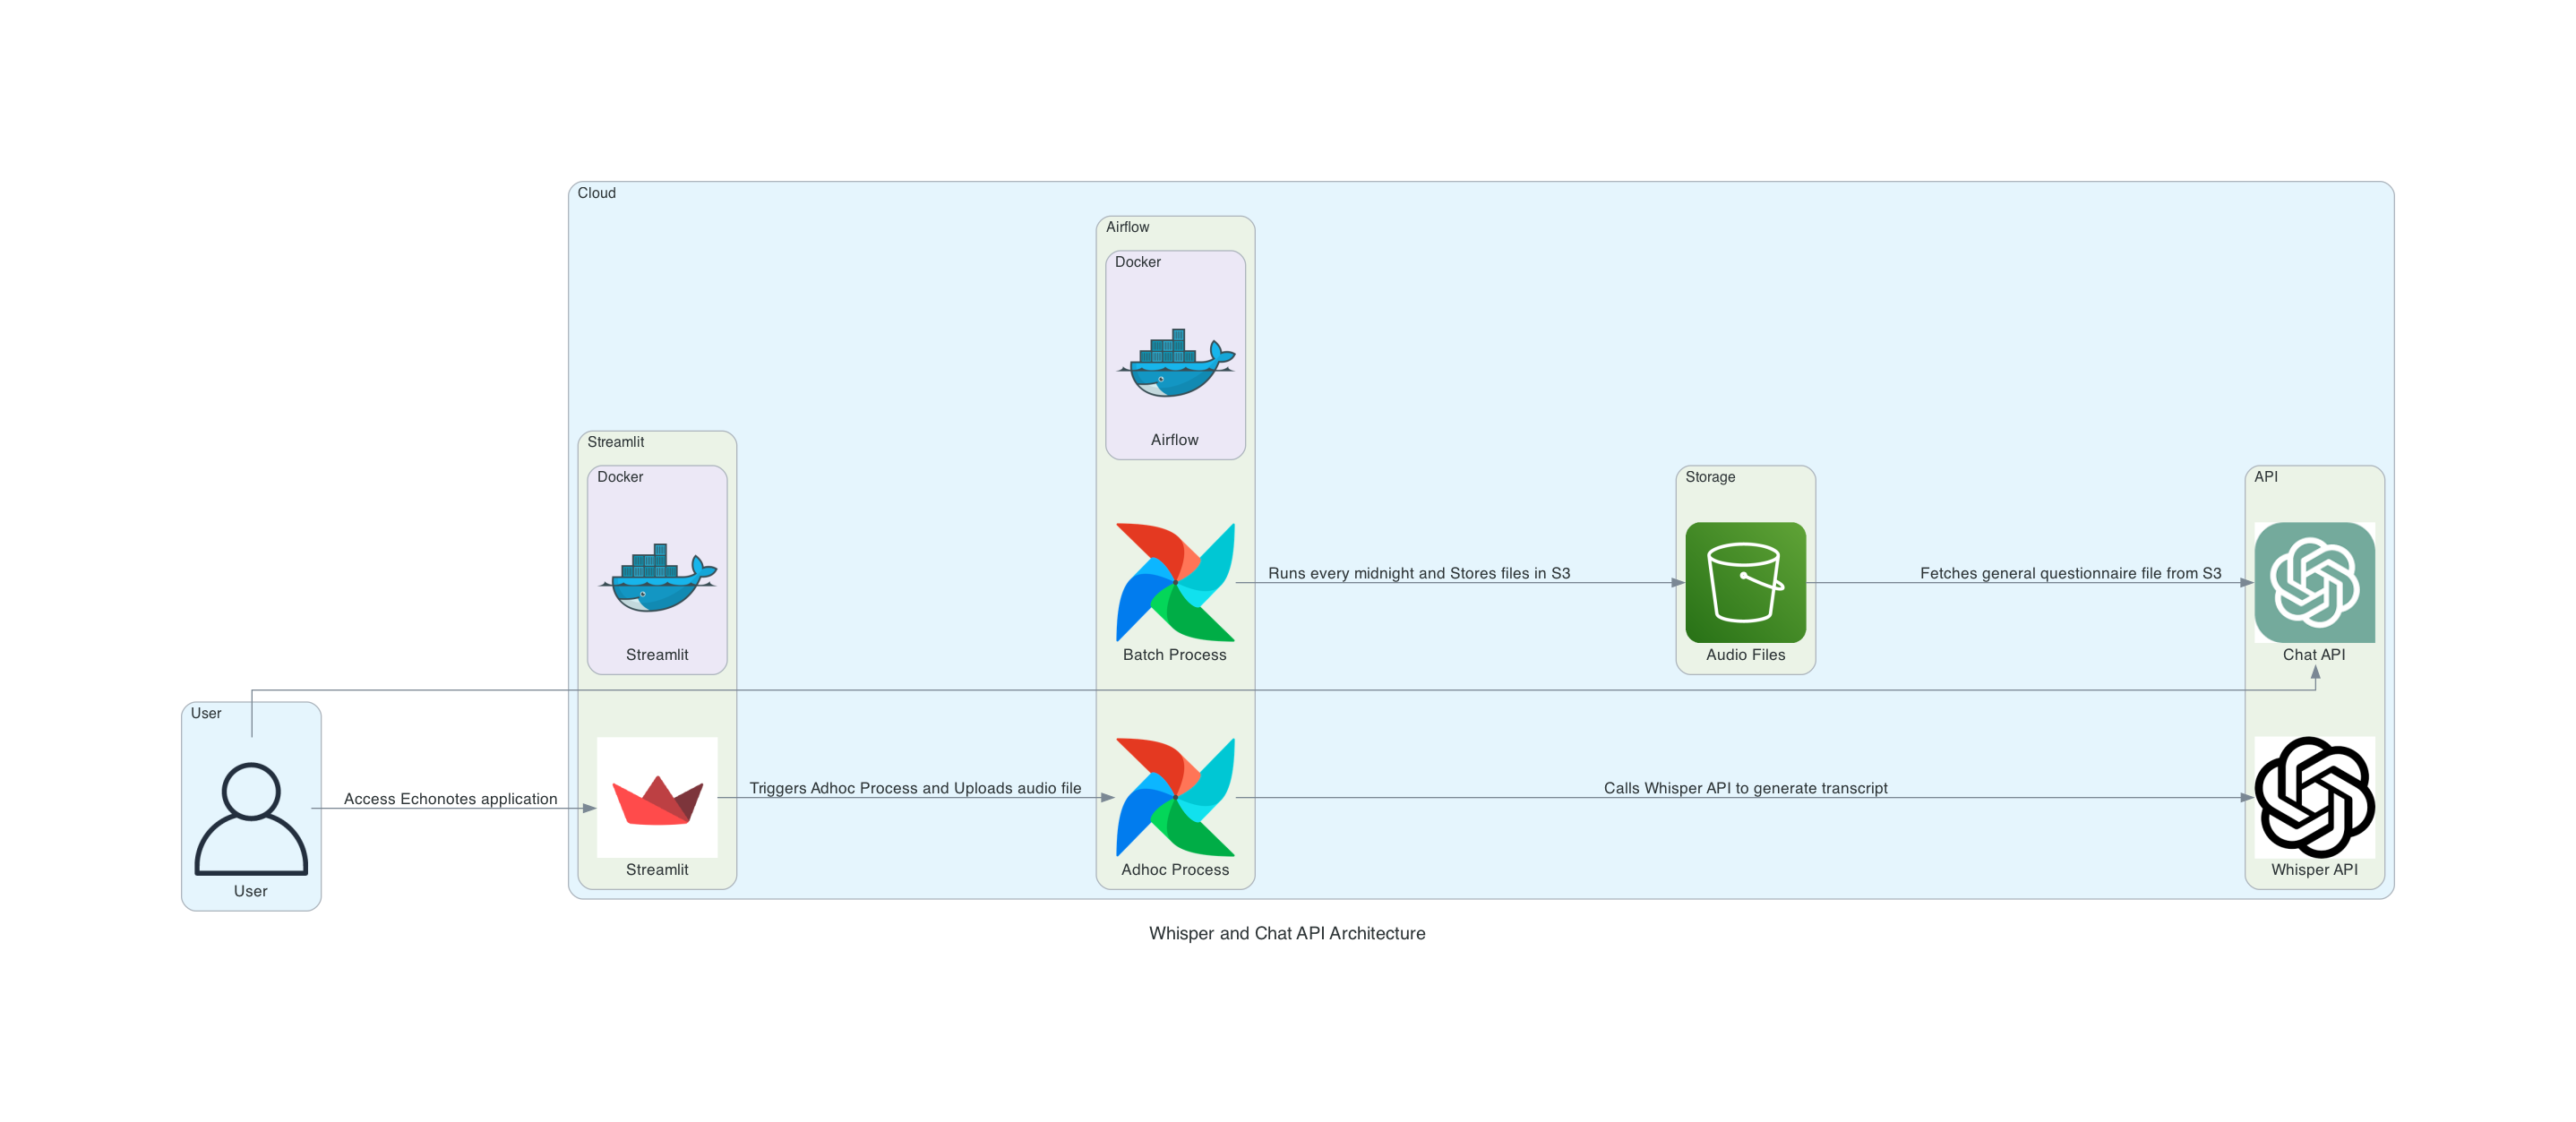 Cloud
Airflow
Docker
Airflow
Streamlit
Docker
Streamlit
Batch Process
Runs every midnight and Stores files in S3
Storage
Audio Files
Fetches general questionnaire file from S3
API
Chat API
User
User
Access Echonotes application
Streamlit
Triggers Adhoc Process and Uploads audio file
Adhoc Process
Calls Whisper API to generate transcript
Whisper API
Whisper and Chat API Architecture